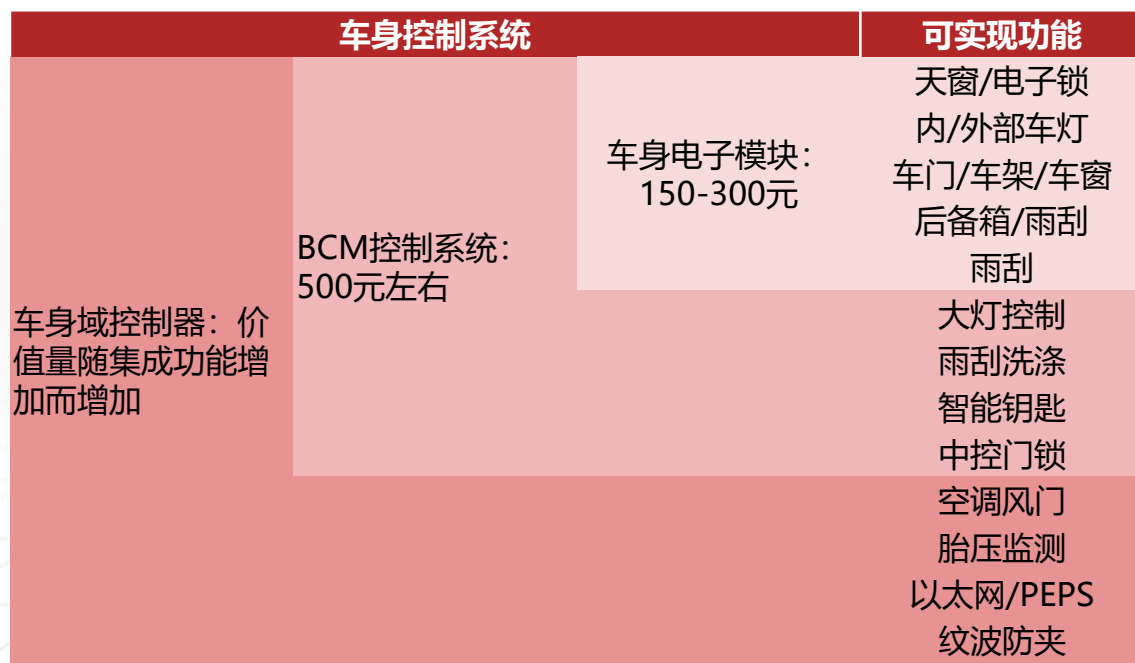 车身控制系统
可实现功能
车身域控制器：价
值量随集成功能增
加而增加
BCM控制系统：
500元左右
车身电子模块：
150-300元
天窗/电子锁
内/外部车灯
车门/车架/车窗
后备箱/雨刮
雨刮
大灯控制
雨刮洗涤
智能钥匙
中控门锁
空调风门
胎压监测
以太网/PEPS
纹波防夹